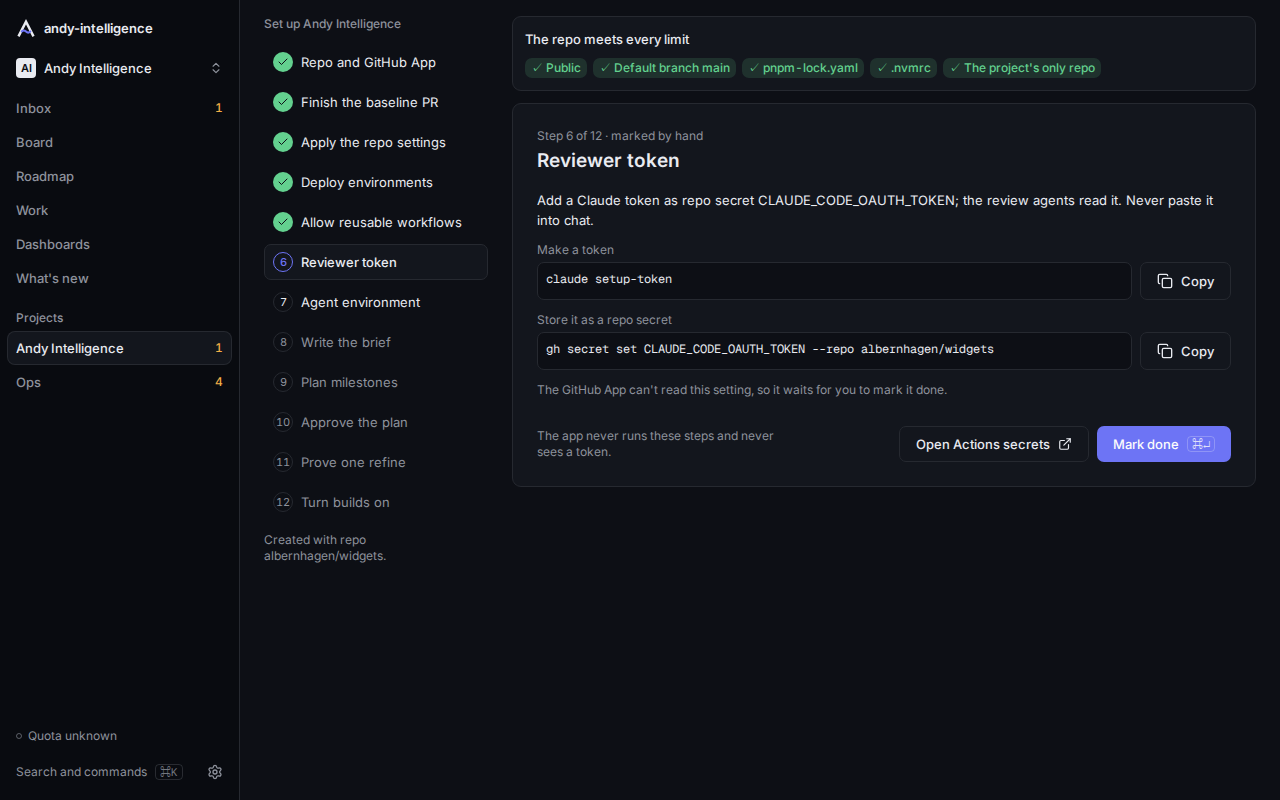 andy-intelligence
AI Andy Intelligence
Inbox 1
Board
Roadmap
Work
Dashboards
What's new
Projects
Andy Intelligence 1
Ops 4
Quota unknown
Search and commands ⌘K
Set up Andy Intelligence
Repo and GitHub App
Finish the baseline PR
Apply the repo settings
Deploy environments
Allow reusable workflows
6 Reviewer token
7 Agent environment
8 Write the brief
9 Plan milestones
10 Approve the plan
11 Prove one refine
12 Turn builds on
Created with repo
albernhagen/widgets.
The repo meets every limit
✓ Public ✓ Default branch main ✓ pnpm-lock.yaml ✓ .nvmrc ✓ The project's only repo
Step 6 of 12 · marked by hand
Reviewer token
Add a Claude token as repo secret CLAUDE_CODE_OAUTH_TOKEN; the review agents read it. Never paste it
into chat.
Make a token
claude setup-token
Copy
Store it as a repo secret
gh secret set CLAUDE_CODE_OAUTH_TOKEN --repo albernhagen/widgets
Copy
The GitHub App can't read this setting, so it waits for you to mark it done.
The app never runs these steps and never
sees a token.
Open Actions secrets
Mark done ⌘↵